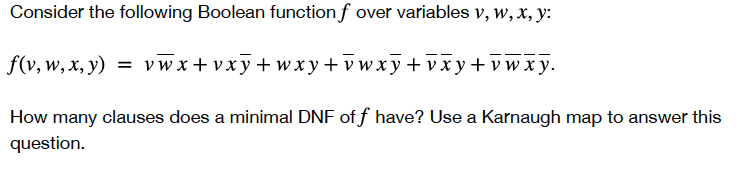 Consider the following Boolean function f over variables v, w, x, y:
f(v, w, x, y) = v w̅ x + v x y̅ + w x y + v̅ w x y̅ + v̅ x̅ y + v̅ w̅ x̅ y̅.
How many clauses does a minimal DNF of f have? Use a Karnaugh map to answer this
question.